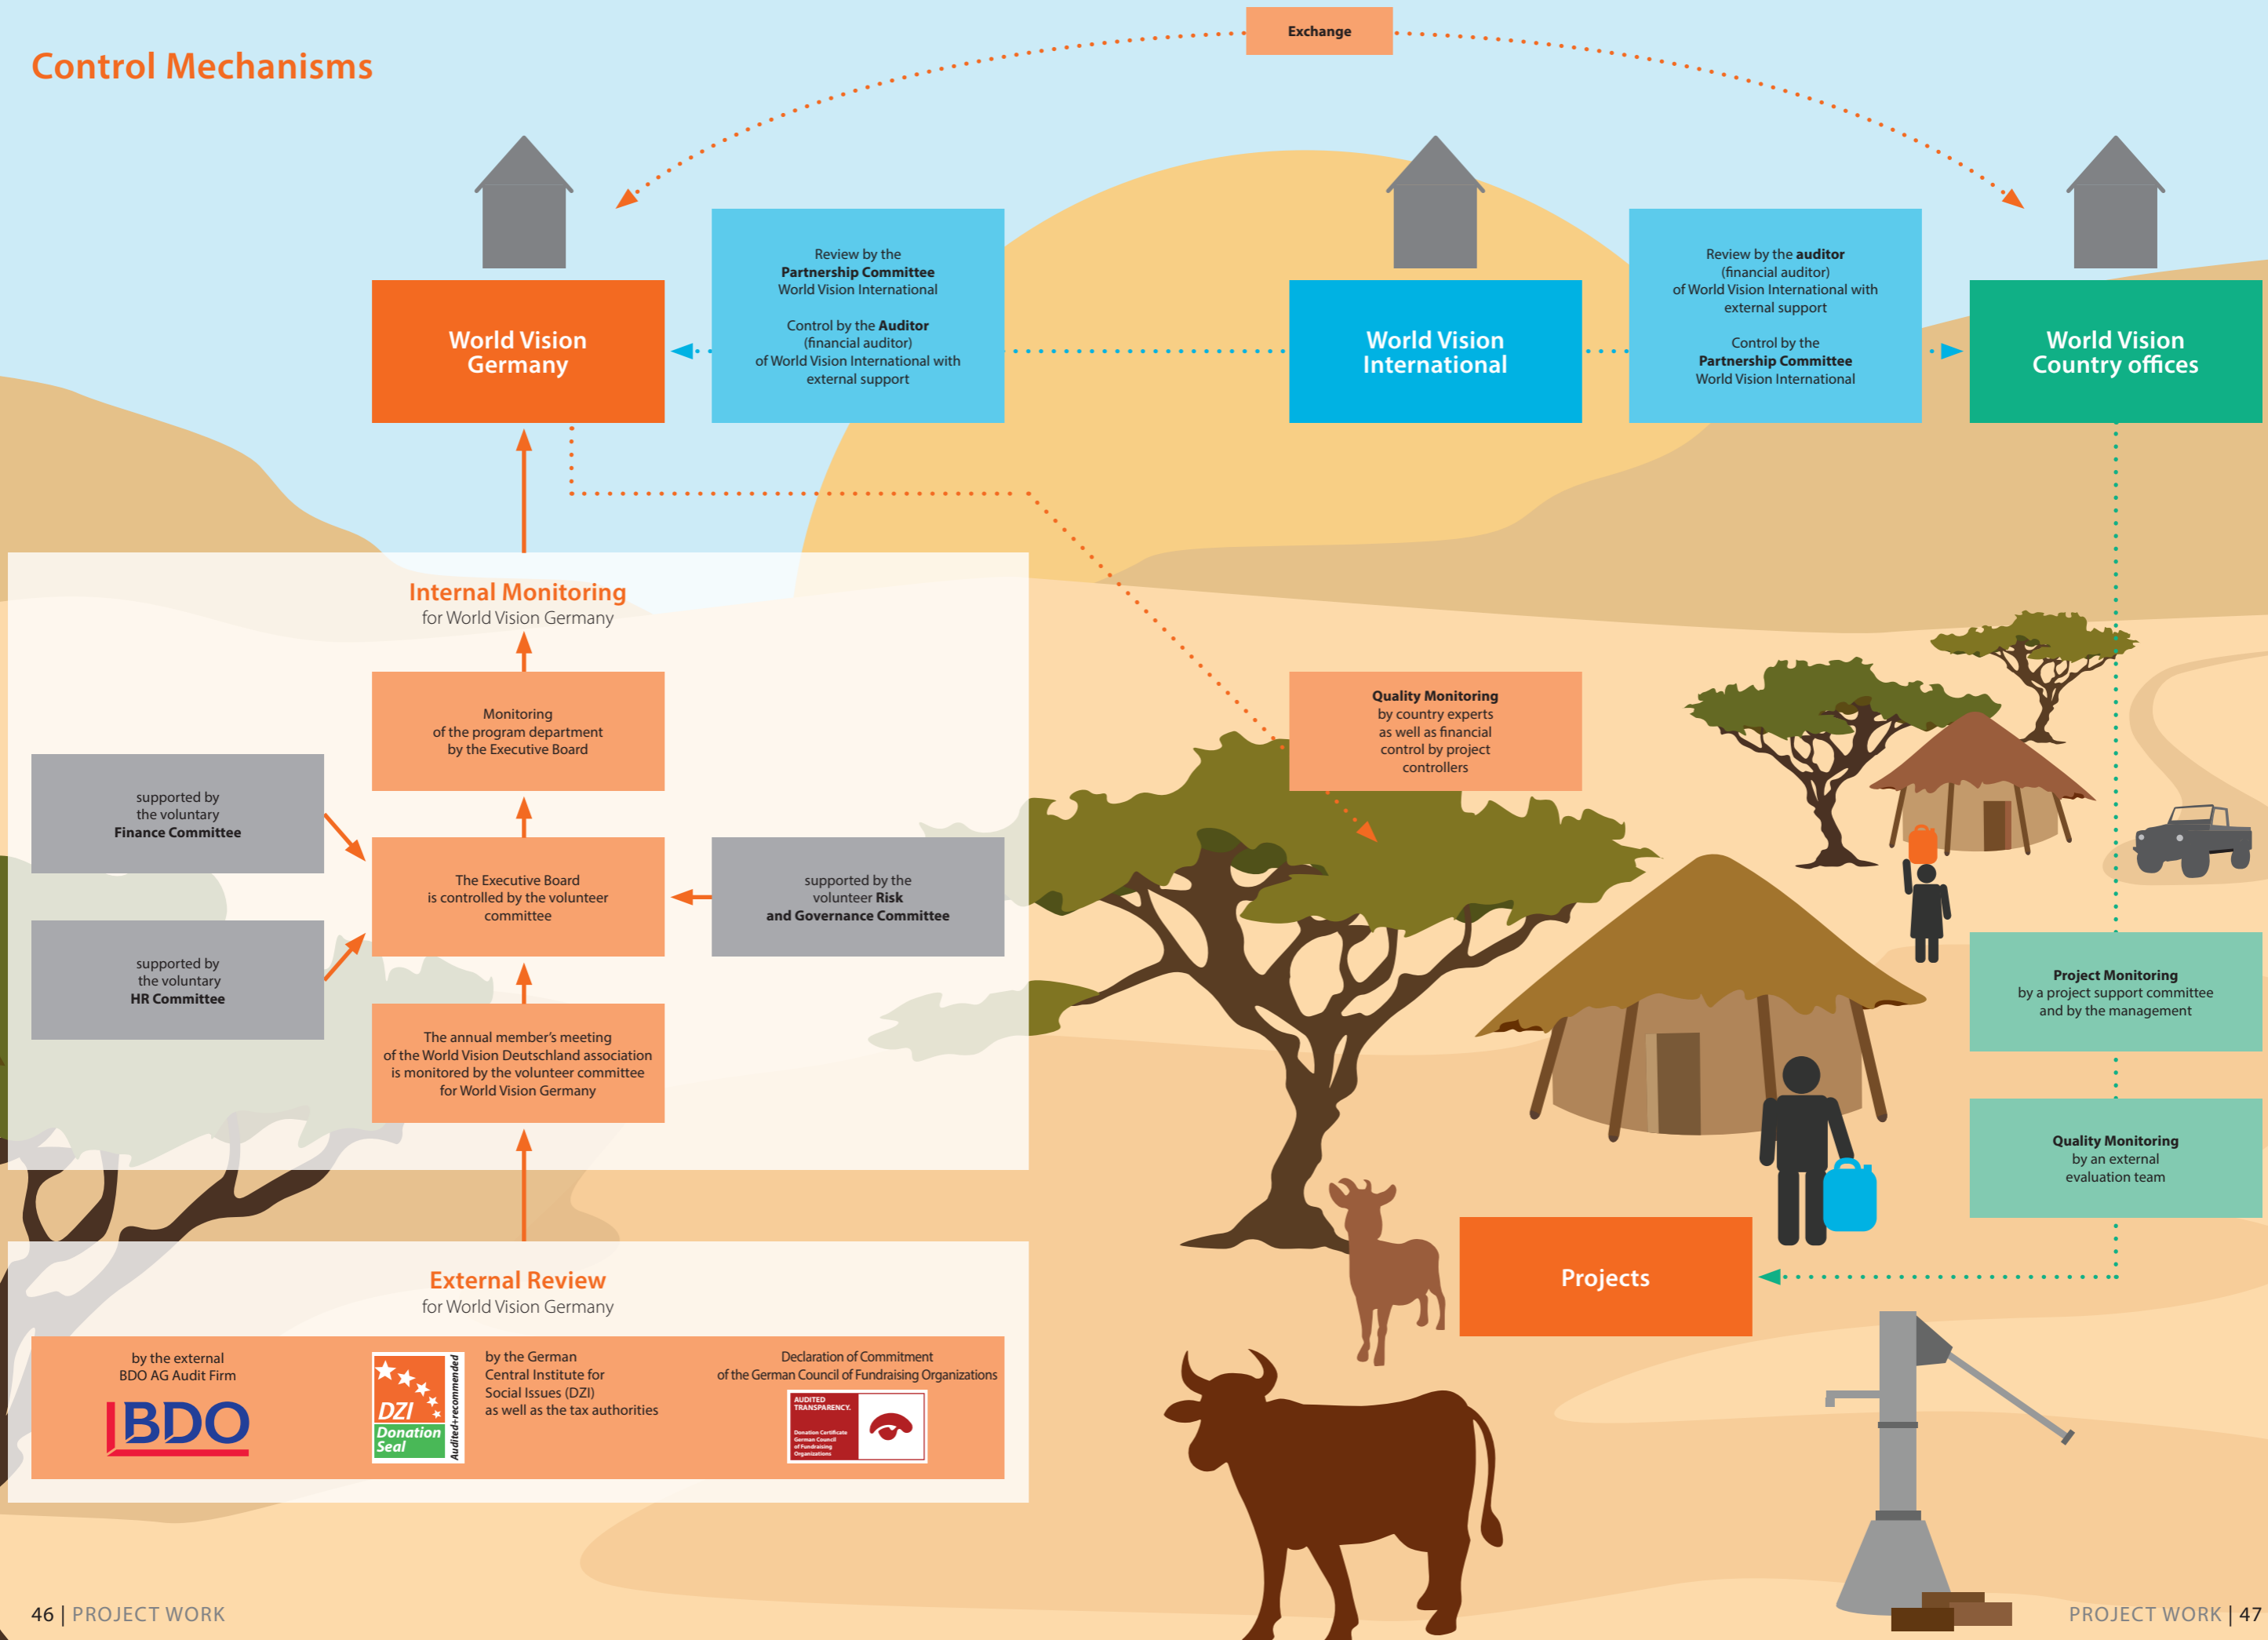 Control Mechanisms
Exchange
World Vision
Germany
Review by the
Partnership Committee
World Vision International
Control by the Auditor
(financial auditor)
of World Vision International with
external support
World Vision
International
Review by the auditor
(financial auditor)
of World Vision International with
external support
Control by the
Partnership Committee
World Vision International
World Vision
Country offices
Internal Monitoring
for World Vision Germany
Monitoring
of the program department
by the Executive Board
supported by
the voluntary
Finance Committee
The Executive Board
is controlled by the volunteer
committee
supported by the
volunteer Risk
and Governance Committee
supported by
the voluntary
HR Committee
The annual member's meeting
of the World Vision Deutschland association
is monitored by the volunteer committee
for World Vision Germany
Quality Monitoring
by country experts
as well as financial
control by project
controllers
Project Monitoring
by a project support committee
and by the management
Quality Monitoring
by an external
evaluation team
Projects
External Review
for World Vision Germany
by the external
BDO AG Audit Firm
BDO
DZI
Donation
Seal
Audited+recommended
by the German
Central Institute for
Social Issues (DZI)
as well as the tax authorities
Declaration of Commitment
of the German Council of Fundraising Organizations
AUDITED
TRANSPARENCY.
Donation Certificate
German Council
of Fundraising
Organizations
46 | PROJECT WORK
PROJECT WORK | 47